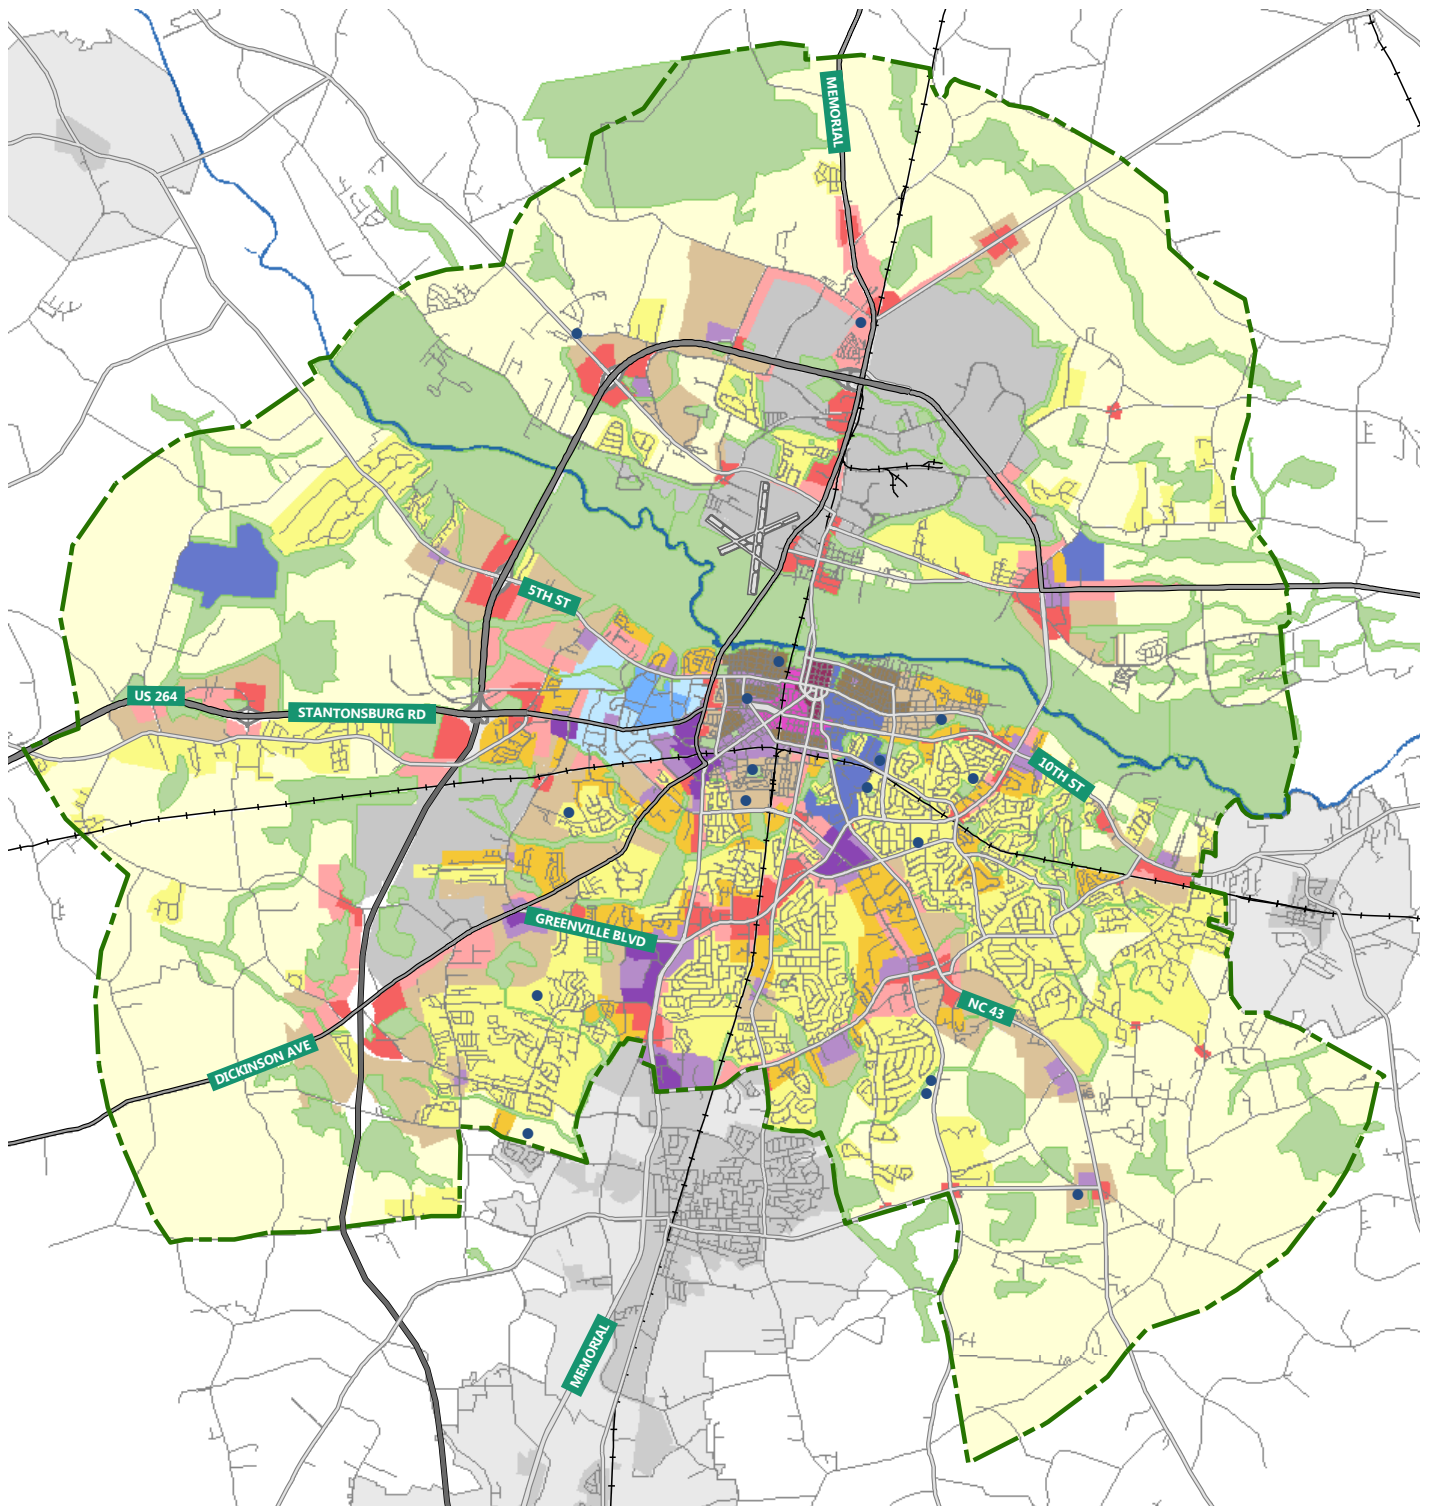 MEMORIAL
5TH ST
US 264
STANTONSBURG RD
10TH ST
GREENVILLE BLVD
NC 43
DICKINSON AVE
MEMORIAL